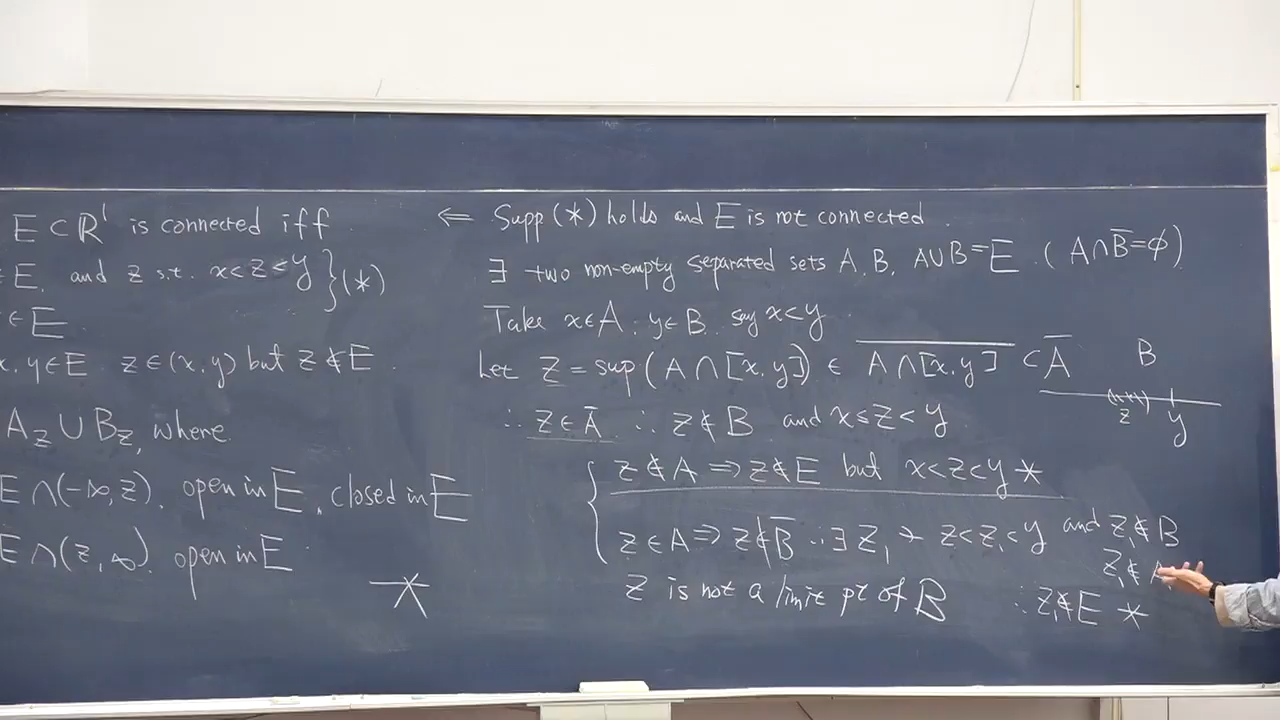 E ⊂ R¹ is connected iff
E, and z s.t. x<z<y } (*)
∈ E.
x, y∈E z∈(x,y) but z∉E.
A_z ∪ B_z, where
E∩(-∞,z), open in E, closed in E
E∩(z,∞), open in E
*
⇐ Supp (*) holds and E is not connected.
∃ two non-empty separated sets A, B, A∪B=E. (A∩B̄=ϕ)
Take x∈A, y∈B, say x<y.
Let z = sup(A∩[x,y]) ∈ \overline{A∩[x,y]} ⊂ Ā
∴ z∈Ā ∴ z∉B and x≤z<y
{ z∉A ⇒ z∉E but x<z<y *
z∈A ⇒ z∉B̄ ∴ ∃ z₁ ∋ z<z₁<y and z₁∉B
z₁∉
z is not a limit pt of B ∴ z₁∉E *
B
z y